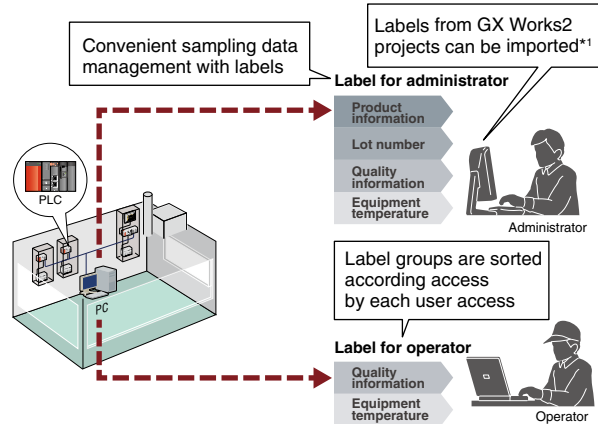 Convenient sampling data
management with labels
Labels from GX Works2
projects can be imported*1
Label for administrator
Product
information
Lot number
Quality
information
Equipment
temperature
Administrator
PLC
PC
Label groups are sorted
according access
by each user access
Label for operator
Quality
information
Equipment
temperature
Operator